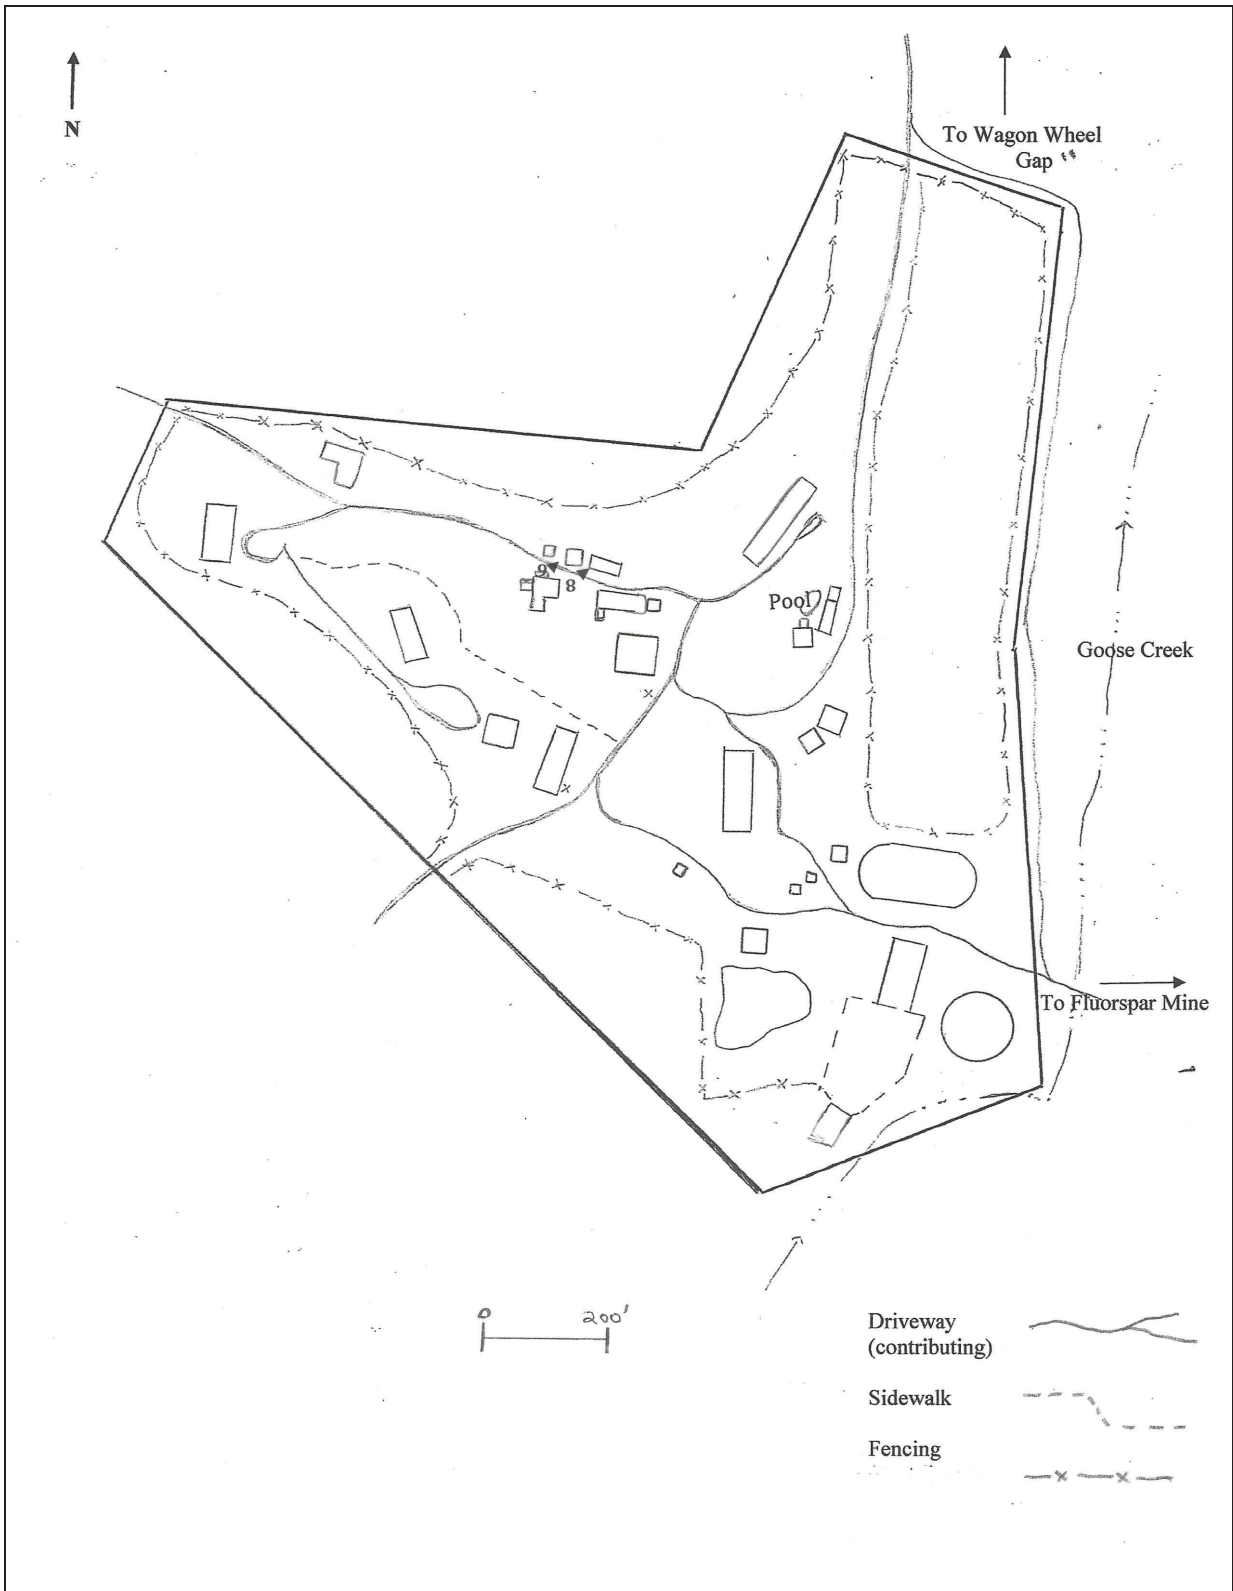 N
To Wagon Wheel
Gap
9
8
Pool
Goose Creek
To Fluorspar Mine
0 200'
Driveway
(contributing)
Sidewalk
Fencing